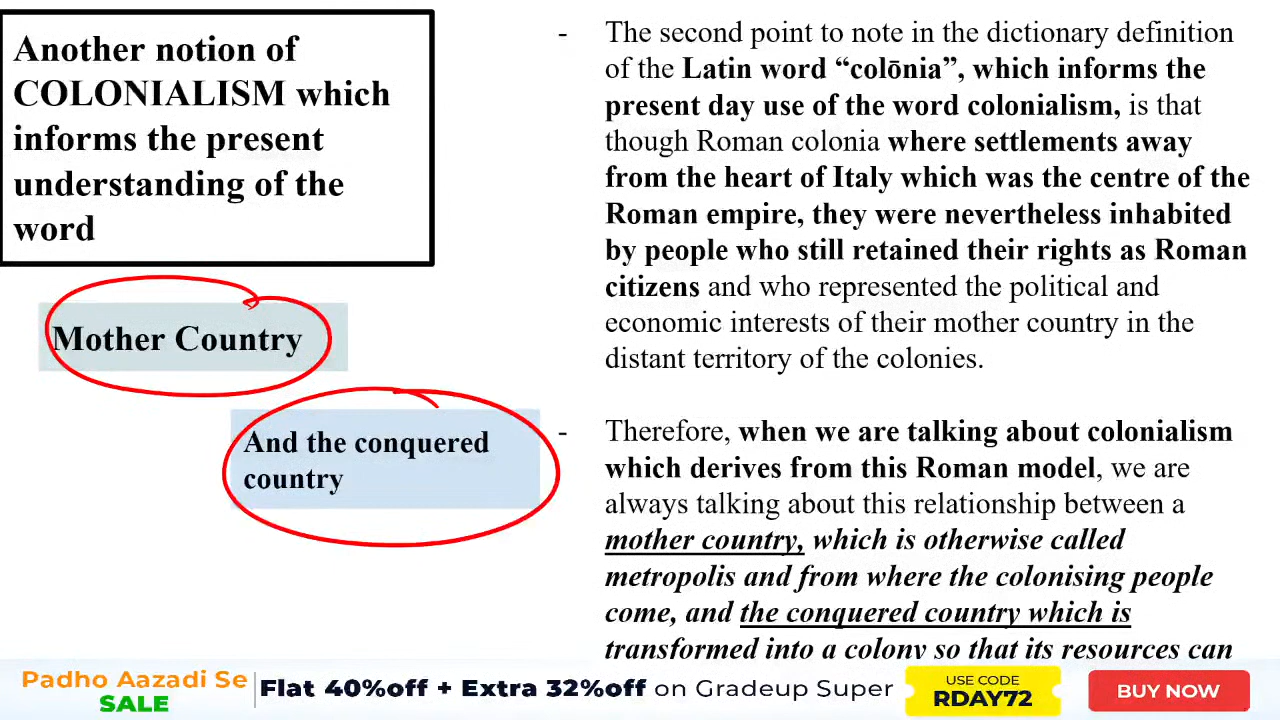 Another notion of
COLONIALISM which
informs the present
understanding of the
word
Mother Country
And the conquered
country
- The second point to note in the dictionary definition
of the Latin word “colōnia”, which informs the
present day use of the word colonialism, is that
though Roman colonia where settlements away
from the heart of Italy which was the centre of the
Roman empire, they were nevertheless inhabited
by people who still retained their rights as Roman
citizens and who represented the political and
economic interests of their mother country in the
distant territory of the colonies.
- Therefore, when we are talking about colonialism
which derives from this Roman model, we are
always talking about this relationship between a
mother country, which is otherwise called
metropolis and from where the colonising people
come, and the conquered country which is
transformed into a colony so that its resources can
Padho Aazadi Se
SALE
Flat 40%off + Extra 32%off on Gradeup Super
USE CODE
RDAY72
BUY NOW